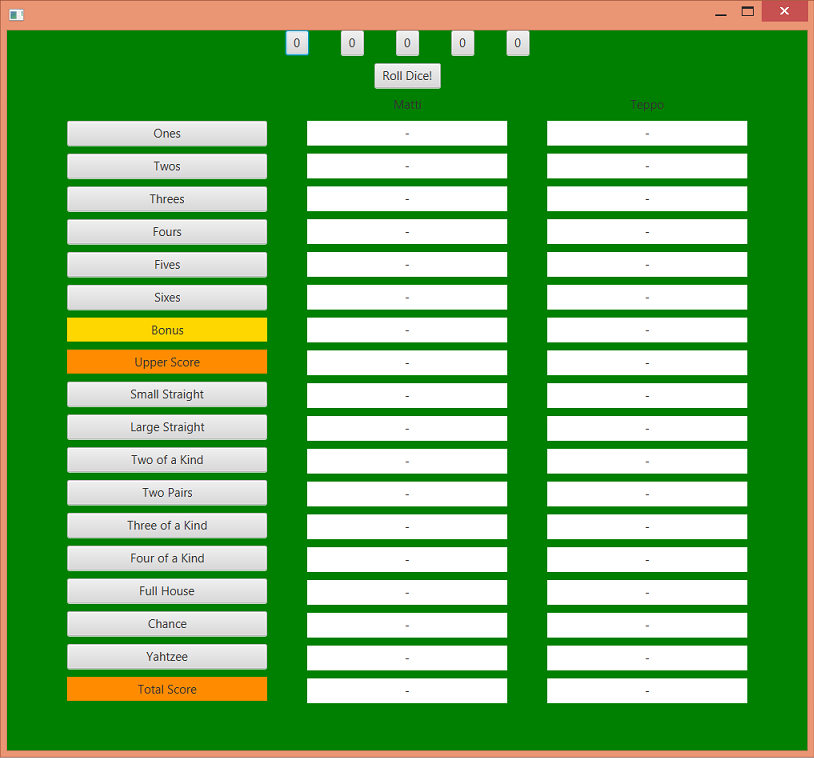 0 0 0 0 0
Roll Dice!
Matti Teppo
Ones - -
Twos - -
Threes - -
Fours - -
Fives - -
Sixes - -
Bonus - -
Upper Score - -
Small Straight - -
Large Straight - -
Two of a Kind - -
Two Pairs - -
Three of a Kind - -
Four of a Kind - -
Full House - -
Chance - -
Yahtzee - -
Total Score - -